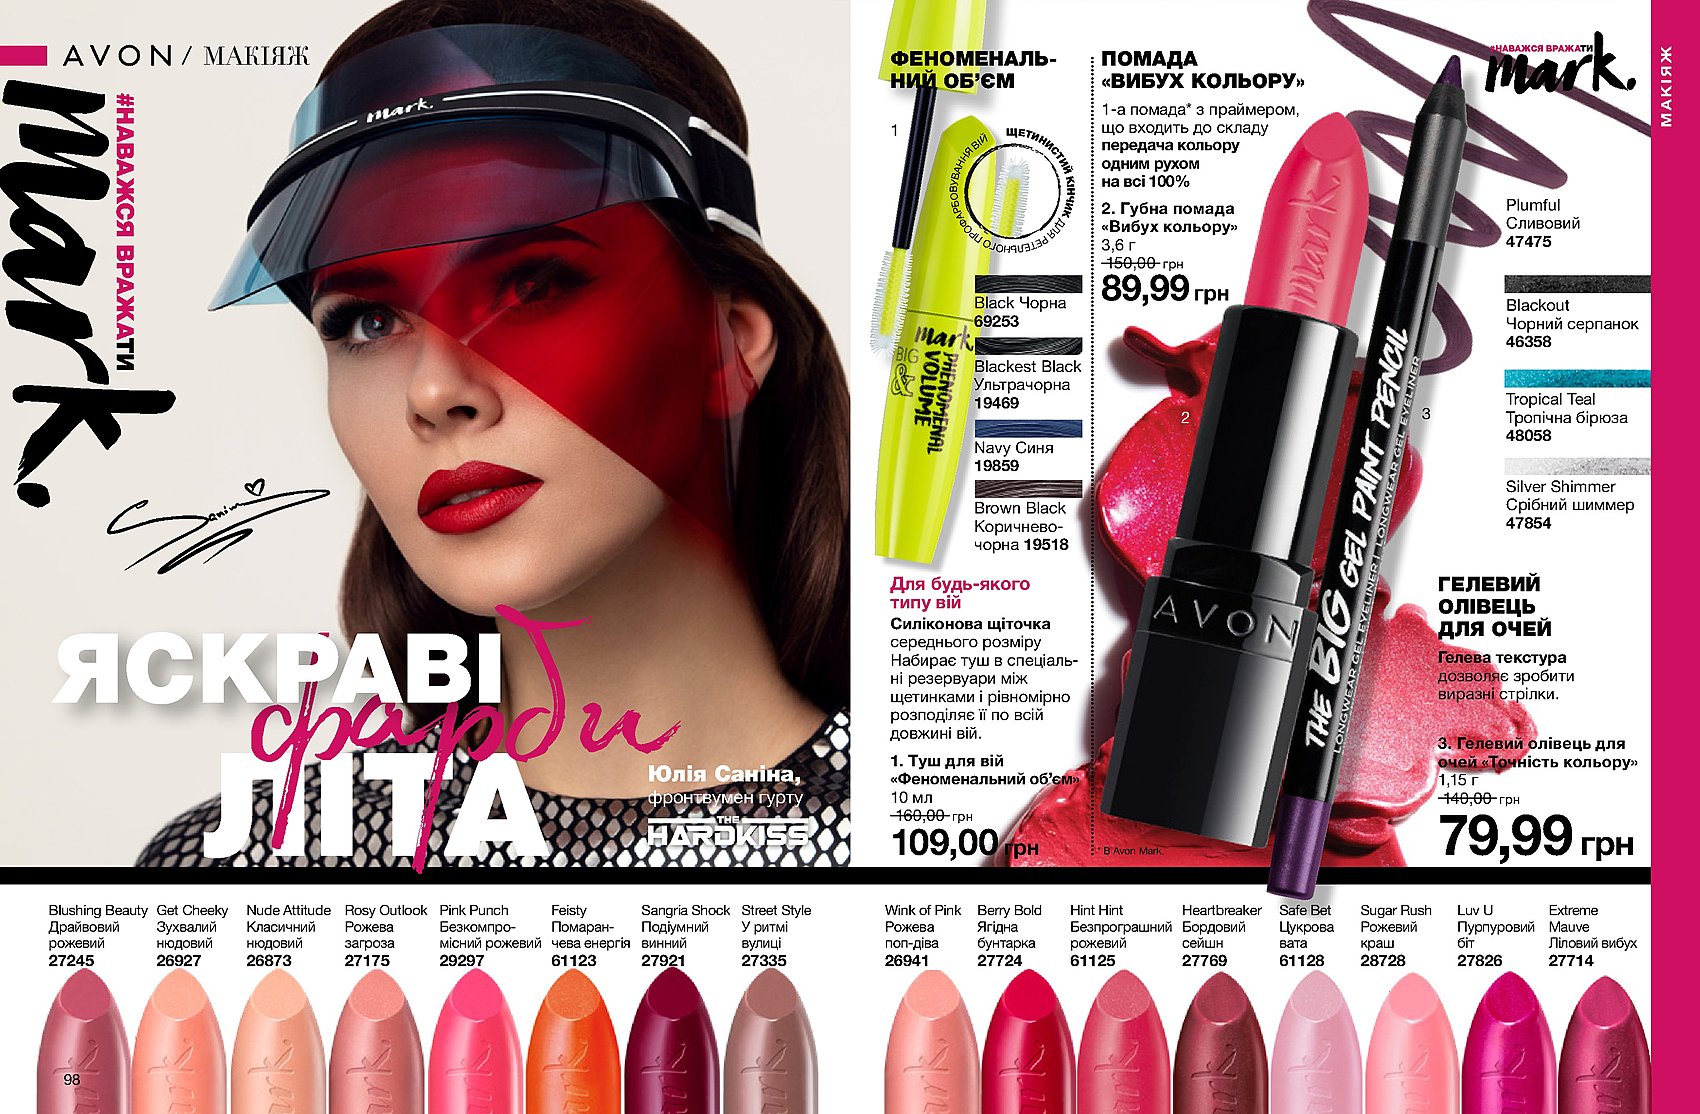 AVON / МАКІЯЖ
mark.
#НАВАЖСЯ ВРАЖАТИ
mark.
ЯСКРАВІ
фарби
ЛІТА
Юлія Саніна,
фронтвумен гурту
THE
HARDKISS
98
ФЕНОМЕНАЛЬ-
НИЙ ОБ'ЄМ
1
ЩЕТИНИСТИЙ КІНЧИК ДЛЯ РЕТЕЛЬНОГО ПРОФАРБОВУВАННЯ ВІЙ
mark.
BIG &
PHENOMENAL
VOLUME
Black Чорна
69253
Blackest Black
Ультрачорна
19469
Navy Синя
19859
Brown Black
Коричнево-
чорна 19518
Для будь-якого
типу вій
Силіконова щіточка
середнього розміру
Набирає туш в спеціаль-
ні резервуари між
щетинками і рівномірно
розподіляє її по всій
довжині вій.
1. Туш для вій
«Феноменальний об'єм»
10 мл
160,00 грн
109,00 грн
ПОМАДА
«ВИБУХ КОЛЬОРУ»
1-а помада* з праймером,
що входить до складу
передача кольору
одним рухом
на всі 100%
2. Губна помада
«Вибух кольору»
3,6 г
150,00 грн
89,99 грн
2
mark.
AVON
* В Avon Mark.
THE BIG GEL PAINT PENCIL
LONGWEAR GEL EYELINER | LONGWEAR GEL EYELINER
3
#НАВАЖСЯ ВРАЖАТИ
mark.
МАКІЯЖ
Plumful
Сливовий
47475
Blackout
Чорний серпанок
46358
Tropical Teal
Тропічна бірюза
48058
Silver Shimmer
Срібний шиммер
47854
ГЕЛЕВИЙ
ОЛІВЕЦЬ
ДЛЯ ОЧЕЙ
Гелева текстура
дозволяє зробити
виразні стрілки.
3. Гелевий олівець для
очей «Точність кольору»
1,15 г
140,00 грн
79,99 грн
Blushing Beauty
Драйвовий
рожевий
27245
Get Cheeky
Зухвалий
нюдовий
26927
Nude Attitude
Класичний
нюдовий
26873
Rosy Outlook
Рожева
загроза
27175
Pink Punch
Безкомпро-
місний рожевий
29297
Feisty
Помаран-
чева енергія
61123
Sangria Shock
Подіумний
винний
27921
Street Style
У ритмі
вулиці
27335
Wink of Pink
Рожева
поп-діва
26941
Berry Bold
Ягідна
бунтарка
27724
Hint Hint
Безпрограшний
рожевий
61125
Heartbreaker
Бордовий
сейшн
27769
Safe Bet
Цукрова
вата
61128
Sugar Rush
Рожевий
краш
28728
Luv U
Пурпуровий
біт
27826
Extreme
Mauve
Ліловий вибух
27714